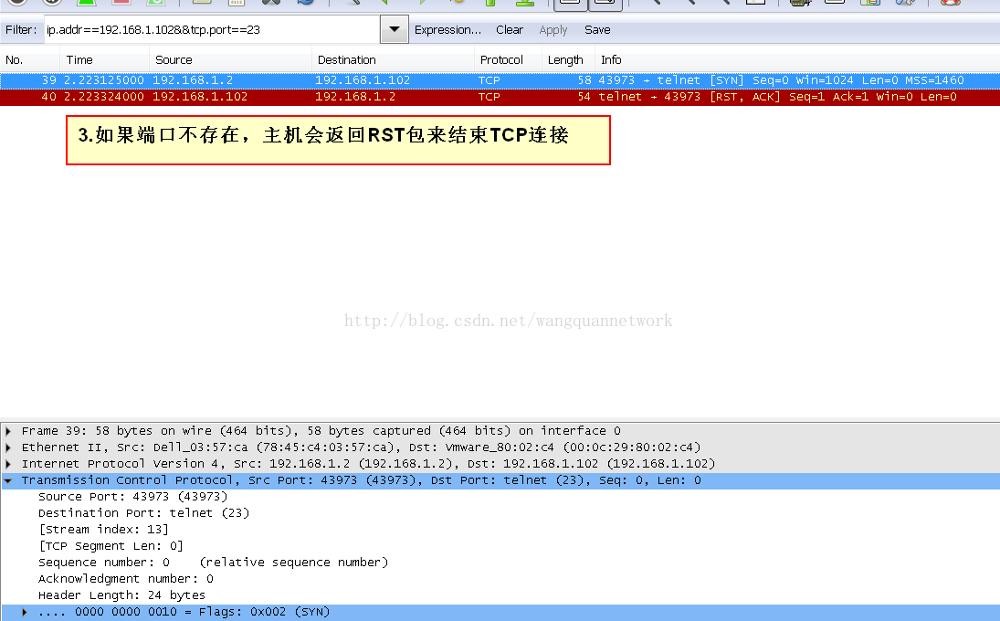 Filter: ip.addr==192.168.1.102&&tcp.port==23 Expression... Clear Apply Save
No. Time Source Destination Protocol Length Info
39 2.223125000 192.168.1.2 192.168.1.102 TCP 58 43973 → telnet [SYN] Seq=0 Win=1024 Len=0 MSS=1460
40 2.223324000 192.168.1.102 192.168.1.2 TCP 54 telnet → 43973 [RST, ACK] Seq=1 Ack=1 Win=0 Len=0
3.如果端口不存在，主机会返回RST包来结束TCP连接
http://blog.csdn.net/wangquannetwork
Frame 39: 58 bytes on wire (464 bits), 58 bytes captured (464 bits) on interface 0
Ethernet II, Src: Dell_03:57:ca (78:45:c4:03:57:ca), Dst: Vmware_80:02:c4 (00:0c:29:80:02:c4)
Internet Protocol Version 4, Src: 192.168.1.2 (192.168.1.2), Dst: 192.168.1.102 (192.168.1.102)
Transmission Control Protocol, Src Port: 43973 (43973), Dst Port: telnet (23), Seq: 0, Len: 0
Source Port: 43973 (43973)
Destination Port: telnet (23)
[Stream index: 13]
[TCP Segment Len: 0]
Sequence number: 0 (relative sequence number)
Acknowledgment number: 0
Header Length: 24 bytes
.... 0000 0000 0010 = Flags: 0x002 (SYN)